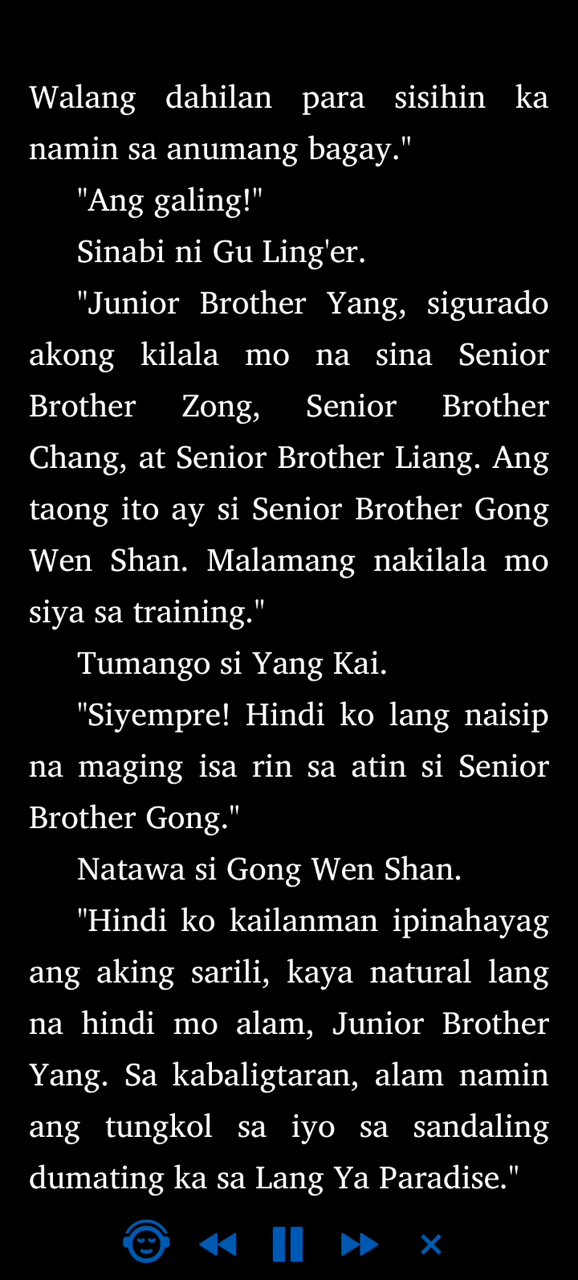 Walang dahilan para sisihin ka
namin sa anumang bagay."
"Ang galing!"
Sinabi ni Gu Ling'er.
"Junior Brother Yang, sigurado
akong kilala mo na sina Senior
Brother Zong, Senior Brother
Chang, at Senior Brother Liang. Ang
taong ito ay si Senior Brother Gong
Wen Shan. Malamang nakilala mo
siya sa training."
Tumango si Yang Kai.
"Siyempre! Hindi ko lang naisip
na maging isa rin sa atin si Senior
Brother Gong."
Natawa si Gong Wen Shan.
"Hindi ko kailanman ipinahayag
ang aking sarili, kaya natural lang
na hindi mo alam, Junior Brother
Yang. Sa kabaligtaran, alam namin
ang tungkol sa iyo sa sandaling
dumating ka sa Lang Ya Paradise."